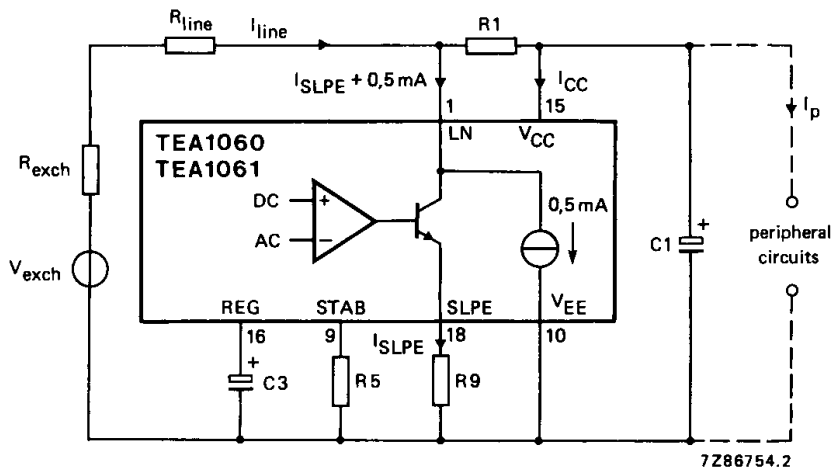 Rline
Iline
R1
ISLPE + 0,5 mA
ICC
1
15
Ip
LN
VCC
TEA1060
TEA1061
Rexch
DC
+
AC
−
0,5 mA
+
C1
peripheral
circuits
Vexch
REG
STAB
SLPE
VEE
16
9
ISLPE
18
10
+
C3
R5
R9
7Z86754.2